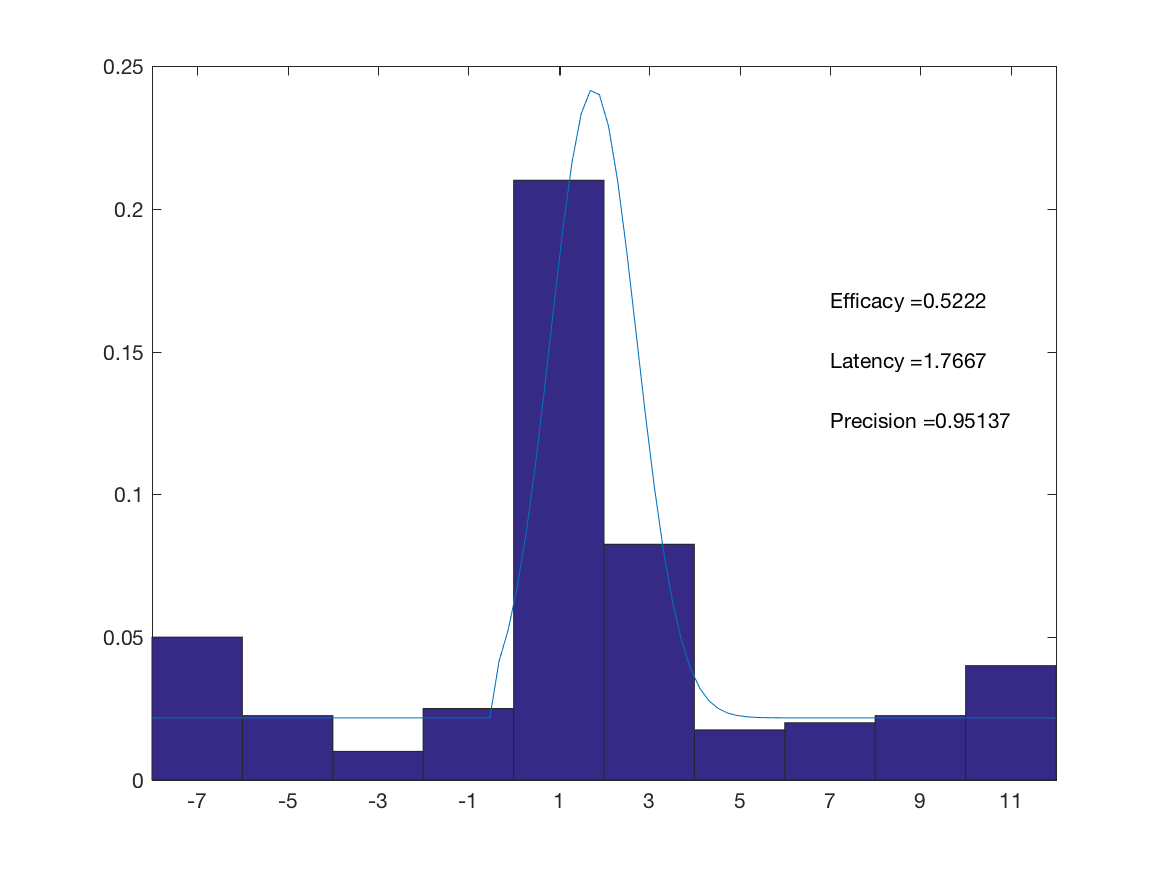 0.25
0.2
0.15
0.1
0.05
0
Efficacy =0.5222
Latency =1.7667
Precision =0.95137
-7 -5 -3 -1 1 3 5 7 9 11